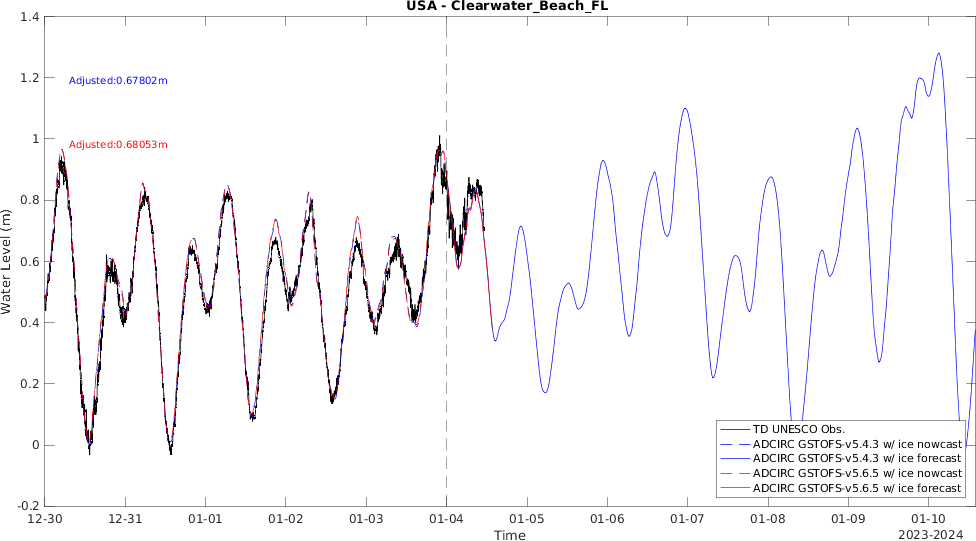 USA - Clearwater_Beach_FL
1.4
1.2
1
0.8
0.6
0.4
0.2
0
-0.2
Water Level (m)
Adjusted:0.67802m
Adjusted:0.68053m
TD UNESCO Obs.
ADCIRC GSTOFS-v5.4.3 w/ ice nowcast
ADCIRC GSTOFS-v5.4.3 w/ ice forecast
ADCIRC GSTOFS-v5.6.5 w/ ice nowcast
ADCIRC GSTOFS-v5.6.5 w/ ice forecast
12-30 12-31 01-01 01-02 01-03 01-04 01-05 01-06 01-07 01-08 01-09 01-10
Time
2023-2024